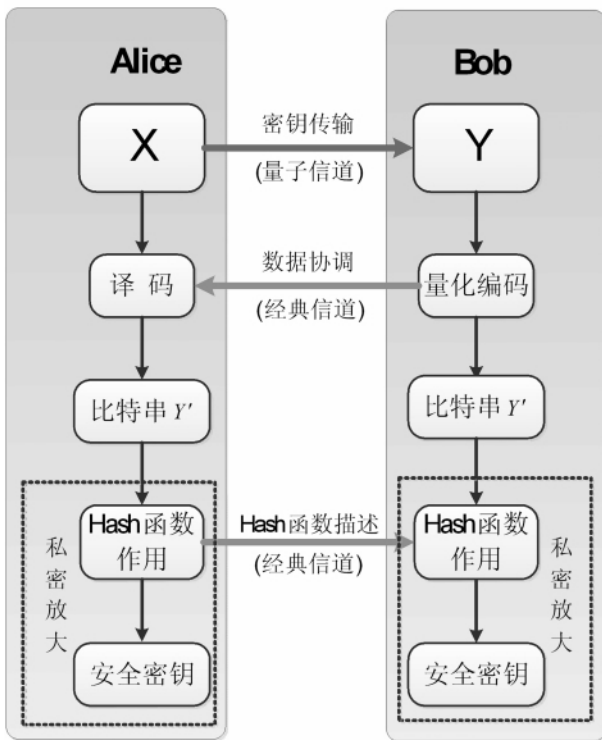 Alice
Bob
X
密钥传输
(量子信道)
Y
译 码
数据协调
(经典信道)
量化编码
比特串 Y'
比特串 Y'
私密放大
Hash函数
作用
Hash函数描述
(经典信道)
Hash函数
作用
私密放大
安全密钥
安全密钥